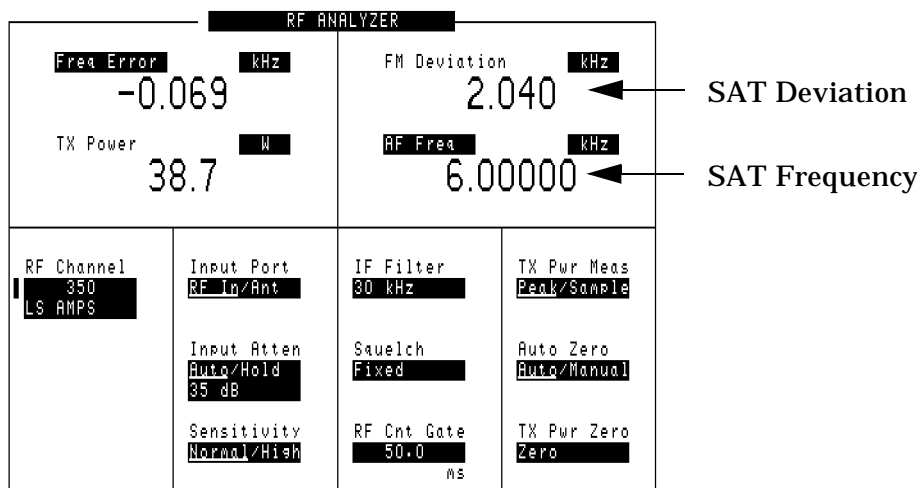 RF ANALYZER
Freq Error kHz
-0.069
FM Deviation kHz
2.040
SAT Deviation
TX Power W
38.7
AF Freq kHz
6.00000
SAT Frequency
RF Channel
350
LS AMPS
Input Port
RF In/Ant
Input Atten
Auto/Hold
35 dB
Sensitivity
Normal/High
IF Filter
30 kHz
Squelch
Fixed
RF Cnt Gate
50.0
ms
TX Pwr Meas
Peak/Sample
Auto Zero
Auto/Manual
TX Pwr Zero
Zero